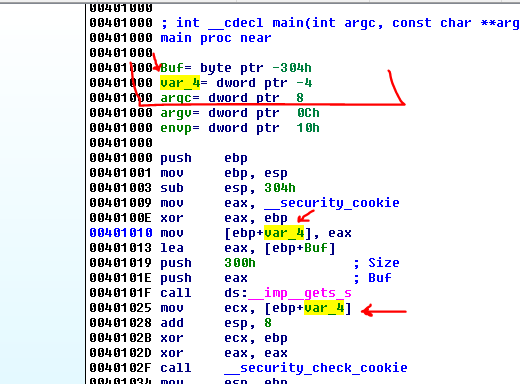 00401000
00401000 ; int __cdecl main(int argc, const char **arg
00401000 main proc near
00401000
00401000 Buf= byte ptr -304h
00401000 var_4= dword ptr -4
00401000 argc= dword ptr  8
00401000 argv= dword ptr  0Ch
00401000 envp= dword ptr  10h
00401000
00401000 push    ebp
00401001 mov     ebp, esp
00401003 sub     esp, 304h
00401009 mov     eax, __security_cookie
0040100E xor     eax, ebp
00401010 mov     [ebp+var_4], eax
00401013 lea     eax, [ebp+Buf]
00401019 push    300h            ; Size
0040101E push    eax             ; Buf
0040101F call    ds:__imp__gets_s
00401025 mov     ecx, [ebp+var_4]
00401028 add     esp, 8
0040102B xor     ecx, ebp
0040102D xor     eax, eax
0040102F call    __security_check_cookie
00401034 mov     esp, ebp